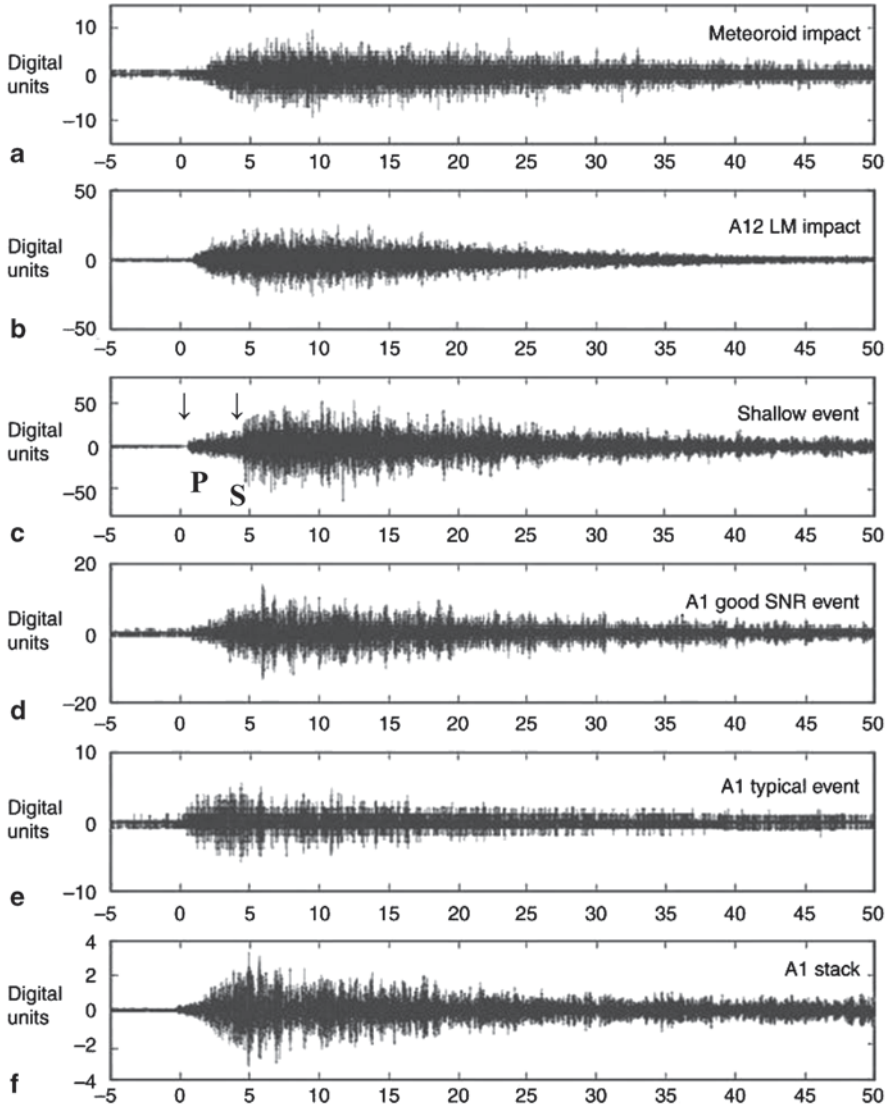 10
Meteoroid impact
Digital
units
0
−10
a
−5 0 5 10 15 20 25 30 35 40 45 50
50
A12 LM impact
Digital
units
0
−50
b
−5 0 5 10 15 20 25 30 35 40 45 50
50
↓ ↓
Shallow event
Digital
units
0
P S
−50
c
−5 0 5 10 15 20 25 30 35 40 45 50
20
A1 good SNR event
Digital
units
0
−20
d
−5 0 5 10 15 20 25 30 35 40 45 50
10
A1 typical event
Digital
units
0
−10
e
−5 0 5 10 15 20 25 30 35 40 45 50
4
A1 stack
2
Digital
units
0
−2
−4
f
−5 0 5 10 15 20 25 30 35 40 45 50